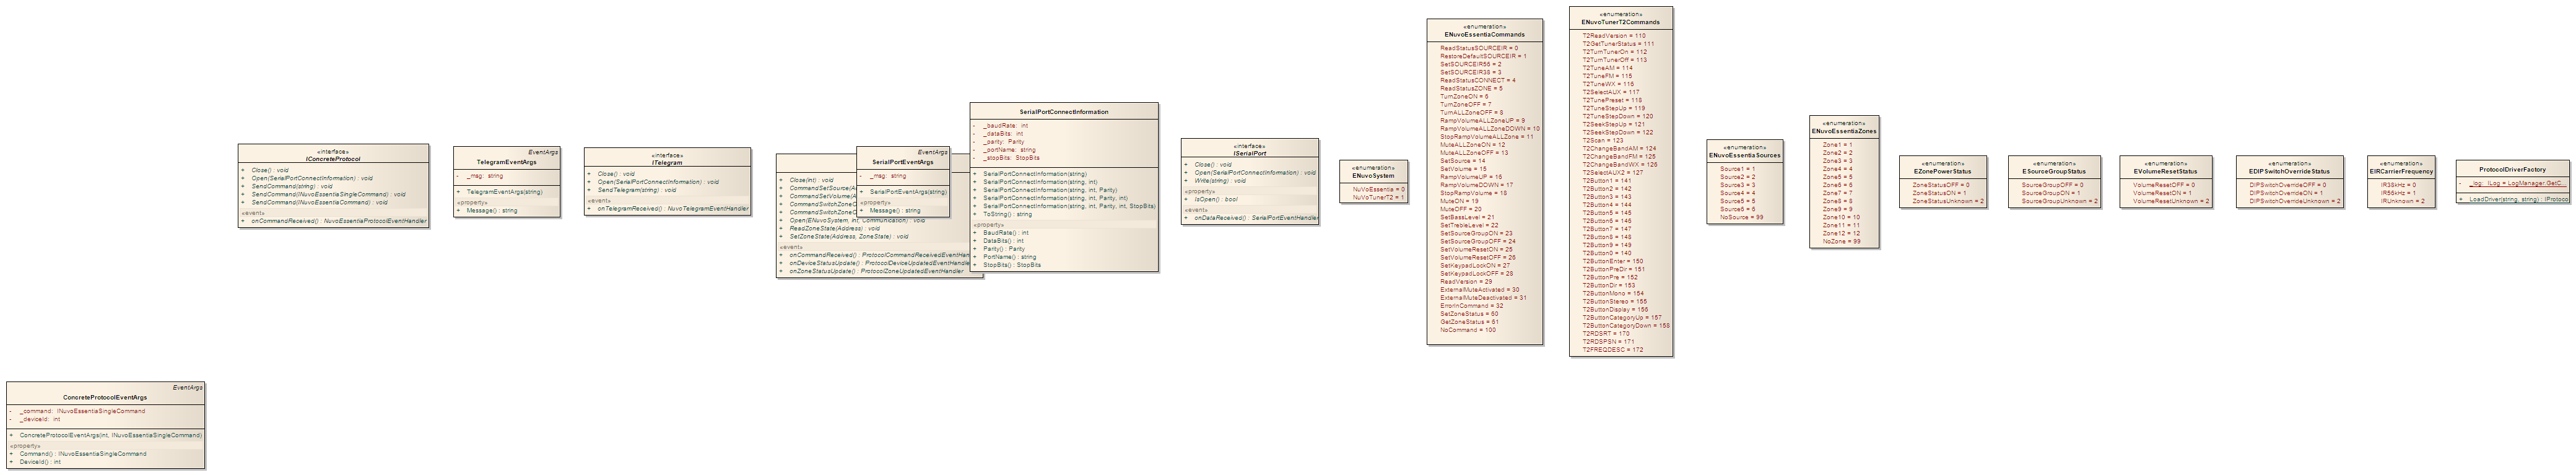 «interface»
IConcreteProtocol
+ Close() : void
+ Open(SerialPortConnectInformation) : void
+ SendCommand(string) : void
+ SendCommand(INuvoEssentiaSingleCommand) : void
+ SendCommand(INuvoEssentiaCommand) : void
«event»
+ onCommandReceived() : NuvoEssentiaProtocolEventHandler
EventArgs
TelegramEventArgs
- _msg: string
+ TelegramEventArgs(string)
«property»
+ Message() : string
«interface»
ITelegram
+ Close() : void
+ Open(SerialPortConnectInformation) : void
+ SendTelegram(string) : void
«event»
+ onTelegramReceived() : NuvoTelegramEventHandler
+ Close(int) : void
+ CommandSetSource(A
+ CommandSetVolume(A
+ CommandSwitchZoneC
+ CommandSwitchZoneC
+ Open(ENuvoSystem, int, Communication) : void
+ ReadZoneState(Address) : void
+ SetZoneState(Address, ZoneState) : void
«event»
+ onCommandReceived() : ProtocolCommandReceivedEventHan
+ onDeviceStatusUpdate() : ProtocolDeviceUpdatedEventHandle
+ onZoneStatusUpdate() : ProtocolZoneUpdatedEventHandler
EventArgs
SerialPortEventArgs
- _msg: string
+ SerialPortEventArgs(string)
«property»
+ Message() : string
SerialPortConnectInformation
- _baudRate: int
- _dataBits: int
- _parity: Parity
- _portName: string
- _stopBits: StopBits
+ SerialPortConnectInformation(string)
+ SerialPortConnectInformation(string, int)
+ SerialPortConnectInformation(string, int, Parity)
+ SerialPortConnectInformation(string, int, Parity, int)
+ SerialPortConnectInformation(string, int, Parity, int, StopBits)
+ ToString() : string
«property»
+ BaudRate() : int
+ DataBits() : int
+ Parity() : Parity
+ PortName() : string
+ StopBits() : StopBits
«interface»
ISerialPort
+ Close() : void
+ Open(SerialPortConnectInformation) : void
+ Write(string) : void
«property»
+ IsOpen() : bool
«event»
+ onDataReceived() : SerialPortEventHandler
«enumeration»
ENuvoSystem
NuVoEssentia = 0
NuVoTunerT2 = 1
«enumeration»
ENuvoEssentiaCommands
ReadStatusSOURCEIR = 0
RestoreDefaultSOURCEIR = 1
SetSOURCEIR56 = 2
SetSOURCEIR38 = 3
ReadStatusCONNECT = 4
ReadStatusZONE = 5
TurnZoneON = 6
TurnZoneOFF = 7
TurnALLZoneOFF = 8
RampVolumeALLZoneUP = 9
RampVolumeALLZoneDOWN = 10
StopRampVolumeALLZone = 11
MuteALLZoneON = 12
MuteALLZoneOFF = 13
SetSource = 14
SetVolume = 15
RampVolumeUP = 16
RampVolumeDOWN = 17
StopRampVolume = 18
MuteON = 19
MuteOFF = 20
SetBassLevel = 21
SetTrebleLevel = 22
SetSourceGroupON = 23
SetSourceGroupOFF = 24
SetVolumeResetON = 25
SetVolumeResetOFF = 26
SetKeypadLockON = 27
SetKeypadLockOFF = 28
ReadVersion = 29
ExternalMuteActivated = 30
ExternalMuteDeactivated = 31
ErrorInCommand = 32
SetZoneStatus = 60
GetZoneStatus = 61
NoCommand = 100
«enumeration»
ENuvoTunerT2Commands
T2ReadVersion = 110
T2GetTunerStatus = 111
T2TurnTunerOn = 112
T2TurnTunerOff = 113
T2TuneAM = 114
T2TuneFM = 115
T2TuneWX = 116
T2SelectAUX = 117
T2TunePreset = 118
T2TuneStepUp = 119
T2TuneStepDown = 120
T2SeekStepUp = 121
T2SeekStepDown = 122
T2Scan = 123
T2ChangeBandAM = 124
T2ChangeBandFM = 125
T2ChangeBandWX = 126
T2SelectAUX2 = 127
T2Button1 = 141
T2Button2 = 142
T2Button3 = 143
T2Button4 = 144
T2Button5 = 145
T2Button6 = 146
T2Button7 = 147
T2Button8 = 148
T2Button9 = 149
T2Button0 = 140
T2ButtonEnter = 150
T2ButtonPreDir = 151
T2ButtonPre = 152
T2ButtonDir = 153
T2ButtonMono = 154
T2ButtonStereo = 155
T2ButtonDisplay = 156
T2ButtonCategoryUp = 157
T2ButtonCategoryDown = 158
T2RDSRT = 170
T2RDSPSN = 171
T2FREQDESC = 172
«enumeration»
ENuvoEssentiaSources
Source1 = 1
Source2 = 2
Source3 = 3
Source4 = 4
Source5 = 5
Source6 = 6
NoSource = 99
«enumeration»
ENuvoEssentiaZones
Zone1 = 1
Zone2 = 2
Zone3 = 3
Zone4 = 4
Zone5 = 5
Zone6 = 6
Zone7 = 7
Zone8 = 8
Zone9 = 9
Zone10 = 10
Zone11 = 11
Zone12 = 12
NoZone = 99
«enumeration»
EZonePowerStatus
ZoneStatusOFF = 0
ZoneStatusON = 1
ZoneStatusUnknown = 2
«enumeration»
ESourceGroupStatus
SourceGroupOFF = 0
SourceGroupON = 1
SourceGroupUnknown = 2
«enumeration»
EVolumeResetStatus
VolumeResetOFF = 0
VolumeResetON = 1
VolumeResetUnknown = 2
«enumeration»
EDIPSwitchOverrideStatus
DIPSwitchOverrideOFF = 0
DIPSwitchOverrideON = 1
DIPSwitchOverrideUnknown = 2
«enumeration»
EIRCarrierFrequency
IR38kHz = 0
IR56kHz = 1
IRUnknown = 2
ProtocolDriverFactory
- _log: ILog = LogManager.GetC...
+ LoadDriver(string, string) : IProtocol
EventArgs
ConcreteProtocolEventArgs
- _command: INuvoEssentiaSingleCommand
- _deviceId: int
+ ConcreteProtocolEventArgs(int, INuvoEssentiaSingleCommand)
«property»
+ Command() : INuvoEssentiaSingleCommand
+ DeviceId() : int